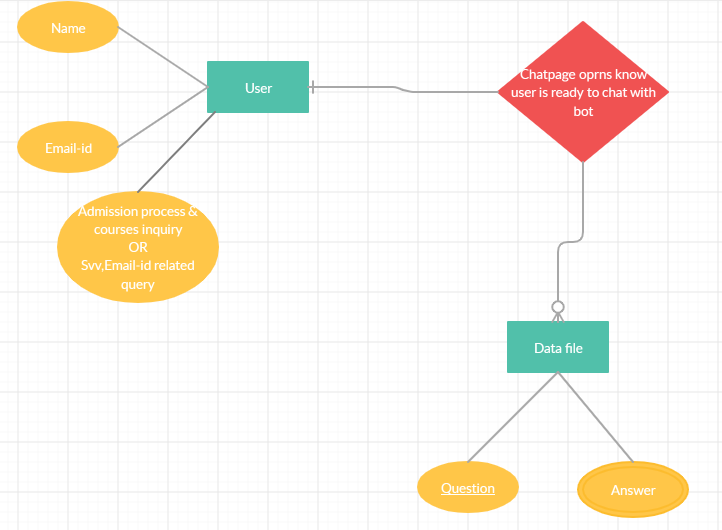 Name
User
Chatpage oprns know
user is ready to chat with
bot
Email-id
Admission process &
courses inquiry
OR
Svv,Email-id related
query
Data file
Question
Answer